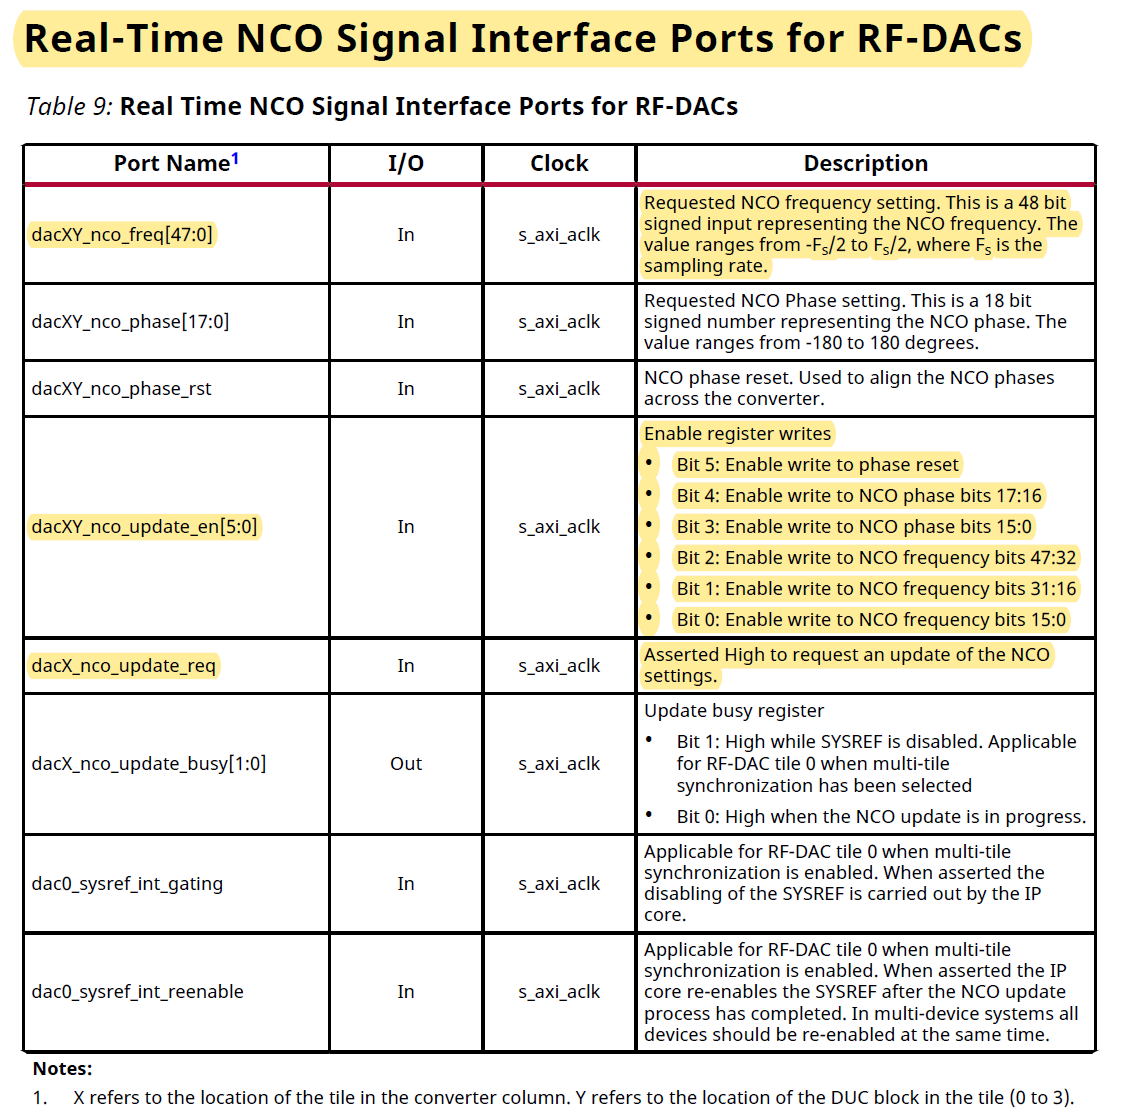 Real-Time NCO Signal Interface Ports for RF-DACs
Table 9: Real Time NCO Signal Interface Ports for RF-DACs
Port Name1 I/O Clock Description
dacXY_nco_freq[47:0] In s_axi_aclk
Requested NCO frequency setting. This is a 48 bit
signed input representing the NCO frequency. The
value ranges from -Fs/2 to Fs/2, where Fs is the
sampling rate.
dacXY_nco_phase[17:0] In s_axi_aclk
Requested NCO Phase setting. This is a 18 bit
signed number representing the NCO phase. The
value ranges from -180 to 180 degrees.
dacXY_nco_phase_rst In s_axi_aclk
NCO phase reset. Used to align the NCO phases
across the converter.
dacXY_nco_update_en[5:0] In s_axi_aclk
Enable register writes
• Bit 5: Enable write to phase reset
• Bit 4: Enable write to NCO phase bits 17:16
• Bit 3: Enable write to NCO phase bits 15:0
• Bit 2: Enable write to NCO frequency bits 47:32
• Bit 1: Enable write to NCO frequency bits 31:16
• Bit 0: Enable write to NCO frequency bits 15:0
dacX_nco_update_req In s_axi_aclk
Asserted High to request an update of the NCO
settings.
dacX_nco_update_busy[1:0] Out s_axi_aclk
Update busy register
• Bit 1: High while SYSREF is disabled. Applicable
for RF-DAC tile 0 when multi-tile
synchronization has been selected
• Bit 0: High when the NCO update is in progress.
dac0_sysref_int_gating In s_axi_aclk
Applicable for RF-DAC tile 0 when multi-tile
synchronization is enabled. When asserted the
disabling of the SYSREF is carried out by the IP
core.
dac0_sysref_int_reenable In s_axi_aclk
Applicable for RF-DAC tile 0 when multi-tile
synchronization is enabled. When asserted the IP
core re-enables the SYSREF after the NCO update
process has completed. In multi-device systems all
devices should be re-enabled at the same time.
Notes:
1. X refers to the location of the tile in the converter column. Y refers to the location of the DUC block in the tile (0 to 3).